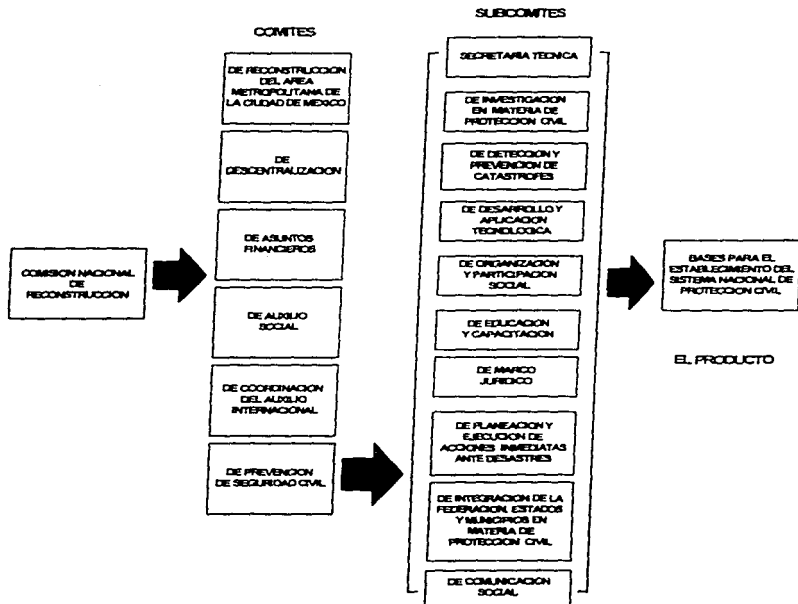 SUBCOMITES
COMITES
COMISION NACIONAL
DE
RECONSTRUCCION
DE RECONSTRUCCION
DEL AREA
METROPOLITANA DE
LA CIUDAD DE MEXICO
DE
DESCENTRALIZACION
DE ASUNTOS
FINANCIEROS
DE AUXILIO
SOCIAL
DE COORDINACION
DEL AUXILIO
INTERNACIONAL
DE PREVENCION
DE SEGURIDAD CIVIL
SECRETARIA TECNICA
DE INVESTIGACION
EN MATERIA DE
PROTECCION CIVIL
DE DETECCION Y
PREVENCION DE
CATASTROFES
DE DESARROLLO Y
APLICACION
TECNOLOGICA
DE ORGANIZACION
Y PARTICIPACION
SOCIAL
DE EDUCACION
Y CAPACITACION
DE MARCO
JURIDICO
DE PLANEACION Y
EJECUCION DE
ACCIONES INMEDIATAS
ANTE DESASTRES
DE INTEGRACION DE LA
FEDERACION, ESTADOS
Y MUNICIPIOS EN
MATERIA DE
PROTECCION CIVIL
DE COMUNICACION
SOCIAL
BASES PARA EL
ESTABLECIMIENTO DEL
SISTEMA NACIONAL DE
PROTECCION CIVIL
EL PRODUCTO